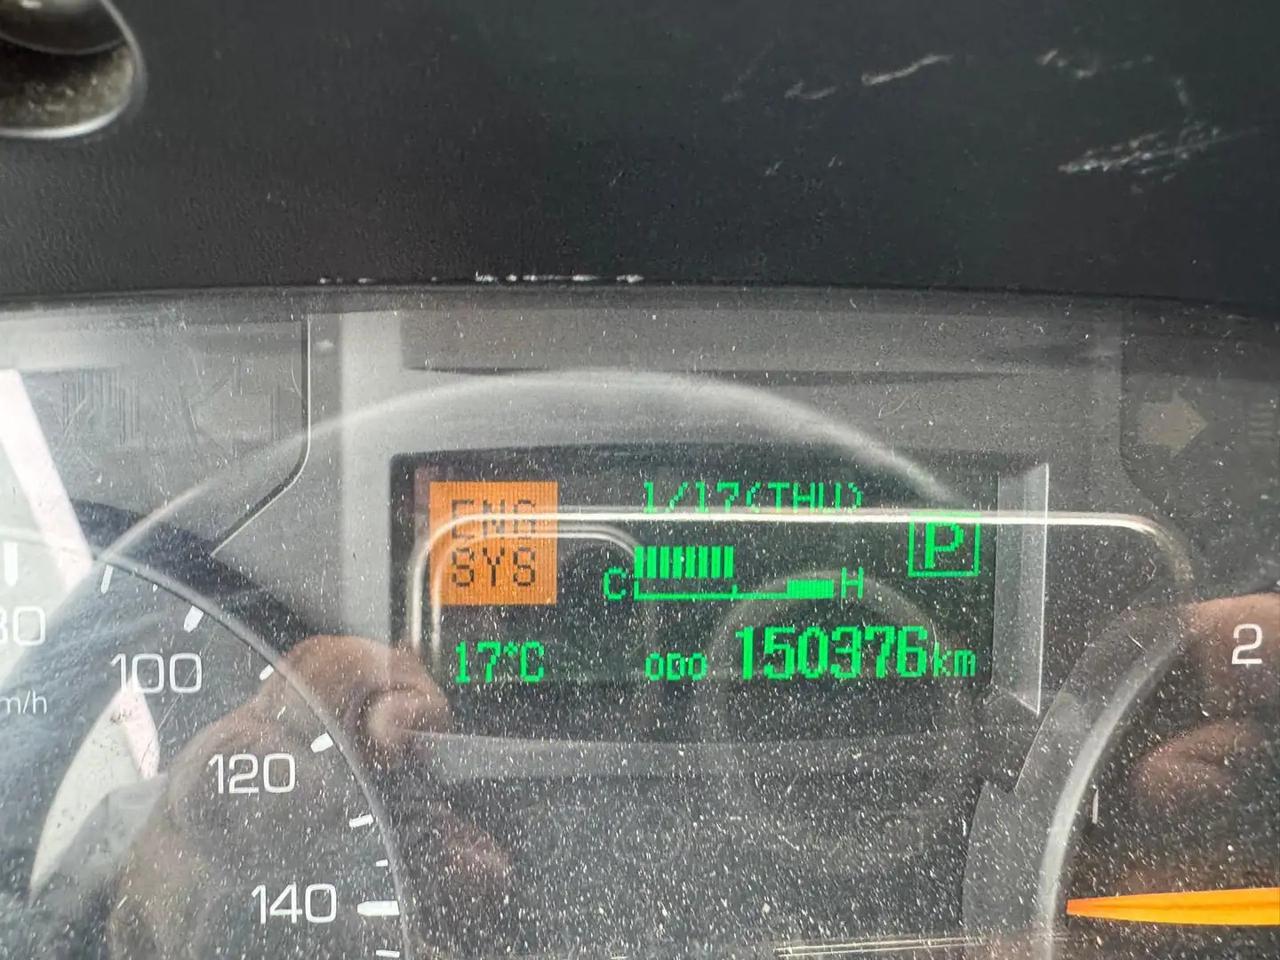 1/17(THU)
ENG
SYS
P
C H
17°C
ODO 150376km
100
120
140
2